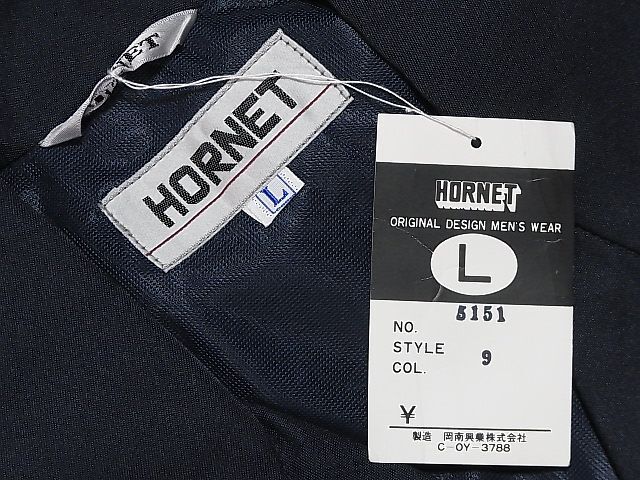 HORNET
HORNET
L
HORNET
ORIGINAL DESIGN MEN'S WEAR
L
5151
NO.
STYLE 9
COL.
¥
製造 岡南興業株式会社
C-OY-3788